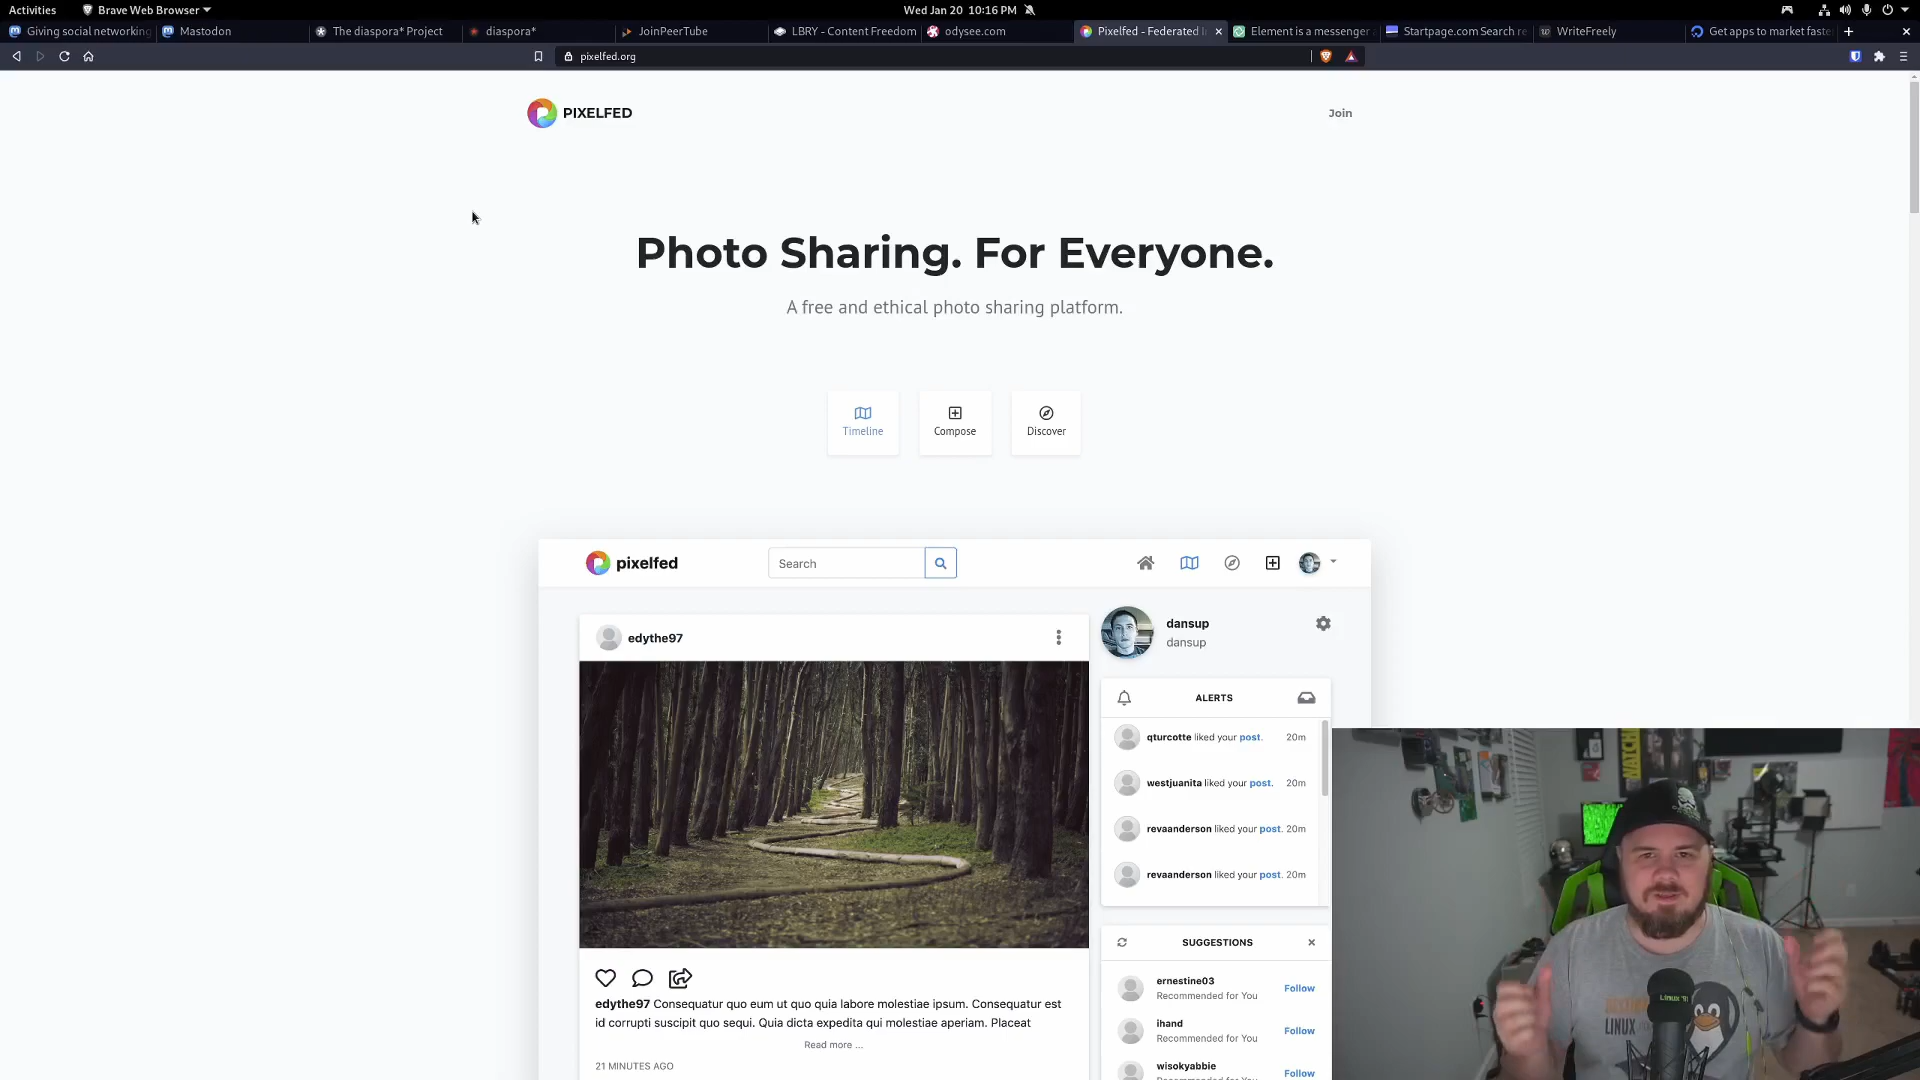 Activities
Brave Web Browser
Wed Jan 20 10:16 PM
Giving social networking
Mastodon
The diaspora* Project
diaspora*
JoinPeerTube
LBRY - Content Freedom
odysee.com
Pixelfed - Federated I
Element is a messenger
Startpage.com Search re
WriteFreely
Get apps to market faste
pixelfed.org
PIXELFED
Join
Photo Sharing. For Everyone.
A free and ethical photo sharing platform.
Timeline
Compose
Discover
pixelfed
Search
edythe97
dansup
dansup
ALERTS
qturcotte liked your post. 20m
westjuanita liked your post. 20m
revaanderson liked your post. 20m
revaanderson liked your post. 20m
SUGGESTIONS
ernestine03
Recommended for You
Follow
ihand
Recommended for You
Follow
wisokyabbie
Recommended for You
Follow
edythe97 Consequatur quo eum ut quo quia labore molestiae ipsum. Consequatur est
id corrupti suscipit quo sequi. Quia dicta expedita qui molestiae aperiam. Placeat
Read more ...
21 MINUTES AGO
LINUX